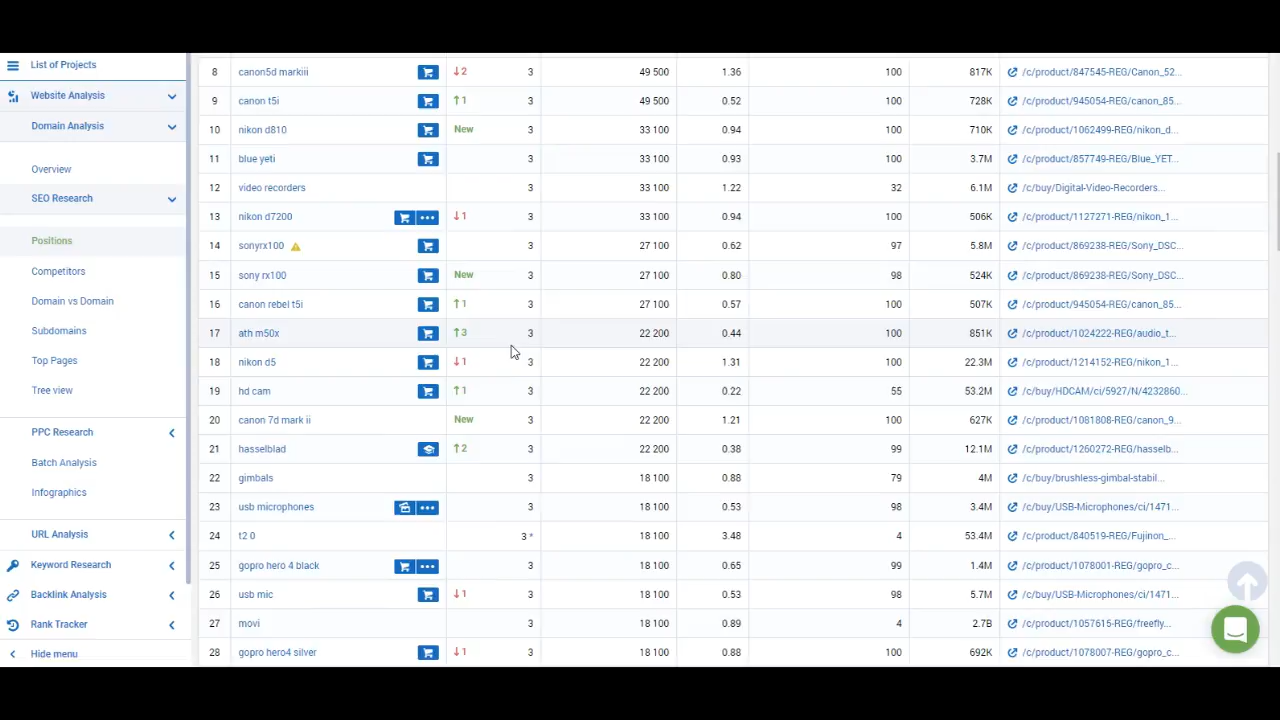 List of Projects
Website Analysis
Domain Analysis
Overview
SEO Research
Positions
Competitors
Domain vs Domain
Subdomains
Top Pages
Tree view
PPC Research
Batch Analysis
Infographics
URL Analysis
Keyword Research
Backlink Analysis
Rank Tracker
Hide menu
8 canon5d markiii 2 3 49 500 1.36 100 817K /c/product/847545-REG/Canon_52...
9 canon t5i 1 3 49 500 0.52 100 728K /c/product/945054-REG/canon_85...
10 nikon d810 New 3 33 100 0.94 100 710K /c/product/1062499-REG/nikon_d...
11 blue yeti 3 33 100 0.93 100 3.7M /c/product/857749-REG/Blue_YET...
12 video recorders 3 33 100 1.22 32 6.1M /c/buy/Digital-Video-Recorders...
13 nikon d7200 1 3 33 100 0.94 100 506K /c/product/1127271-REG/nikon_1...
14 sonyrx100 3 27 100 0.62 97 5.8M /c/product/869238-REG/Sony_DSC...
15 sony rx100 New 3 27 100 0.80 98 524K /c/product/869238-REG/Sony_DSC...
16 canon rebel t5i 1 3 27 100 0.57 100 507K /c/product/945054-REG/canon_85...
17 ath m50x 3 3 22 200 0.44 100 851K /c/product/1024222-REG/audio_t...
18 nikon d5 1 3 22 200 1.31 100 22.3M /c/product/1214152-REG/nikon_1...
19 hd cam 1 3 22 200 0.22 55 53.2M /c/buy/HDCAM/ci/5927/N/4232860...
20 canon 7d mark ii New 3 22 200 1.21 100 627K /c/product/1081808-REG/canon_9...
21 hasselblad 2 3 22 200 0.38 99 12.1M /c/product/1260272-REG/hasselb...
22 gimbals 3 18 100 0.88 79 4M /c/buy/brushless-gimbal-stabil...
23 usb microphones 3 18 100 0.53 98 3.4M /c/buy/USB-Microphones/ci/1471...
24 t2 0 3 * 18 100 3.48 4 53.4M /c/product/840519-REG/Fujinon_...
25 gopro hero 4 black 3 18 100 0.65 99 1.4M /c/product/1078001-REG/gopro_c...
26 usb mic 1 3 18 100 0.53 98 5.7M /c/buy/USB-Microphones/ci/1471...
27 movi 3 18 100 0.89 4 2.7B /c/product/1057615-REG/freefly...
28 gopro hero4 silver 1 3 18 100 0.88 100 692K /c/product/1078007-REG/gopro_c...